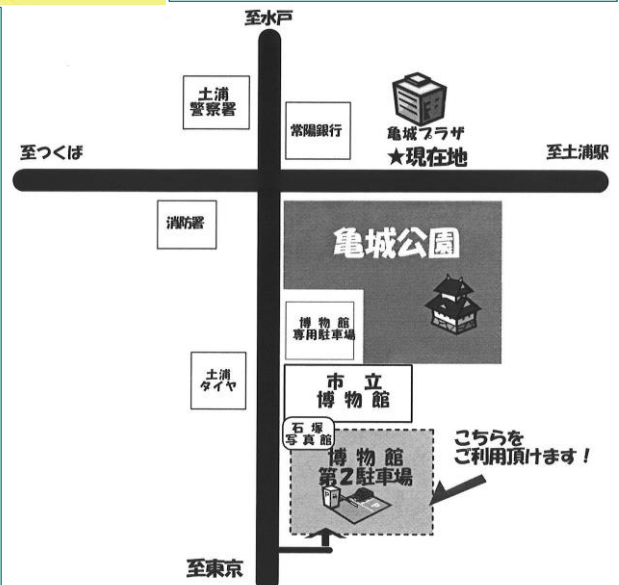 至水戸
土浦
警察署
常陽銀行
亀城プラザ
★現在地
至つくば
至土浦駅
消防署
亀城公園
博物館
専用駐車場
土浦
タイヤ
市立
博物館
石塚
写真館
博物館
第2駐車場
こちらを
ご利用頂けます!
至東京